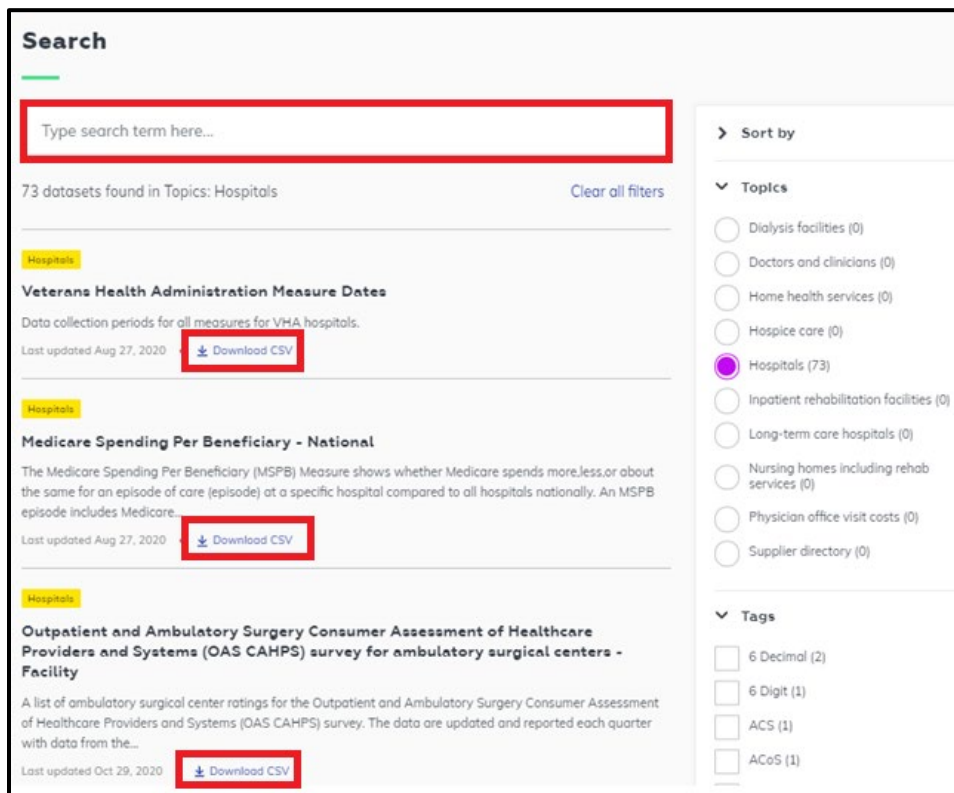 Search
Type search term here...
73 datasets found in Topics: Hospitals
Clear all filters
Hospitals
Veterans Health Administration Measure Dates
Data collection periods for all measures for VHA hospitals.
Last updated Aug 27, 2020
Download CSV
Hospitals
Medicare Spending Per Beneficiary - National
The Medicare Spending Per Beneficiary (MSPB) Measure shows whether Medicare spends more,less,or about
the same for an episode of care (episode) at a specific hospital compared to all hospitals nationally. An MSPB
episode includes Medicare...
Last updated Aug 27, 2020
Download CSV
Hospitals
Outpatient and Ambulatory Surgery Consumer Assessment of Healthcare
Providers and Systems (OAS CAHPS) survey for ambulatory surgical centers -
Facility
A list of ambulatory surgical center ratings for the Outpatient and Ambulatory Surgery Consumer Assessment
of Healthcare Providers and Systems (OAS CAHPS) survey. The data are updated and reported each quarter
with data from the...
Last updated Oct 29, 2020
Download CSV
Sort by
Topics
Dialysis facilities (0)
Doctors and clinicians (0)
Home health services (0)
Hospice care (0)
Hospitals (73)
Inpatient rehabilitation facilities (0)
Long-term care hospitals (0)
Nursing homes including rehab
services (0)
Physician office visit costs (0)
Supplier directory (0)
Tags
6 Decimal (2)
6 Digit (1)
ACS (1)
ACoS (1)